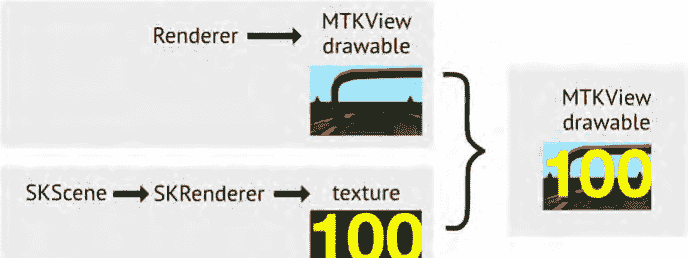 Renderer
MTKView
drawable
SKScene
SKRenderer
texture
100
MTKView
drawable
100